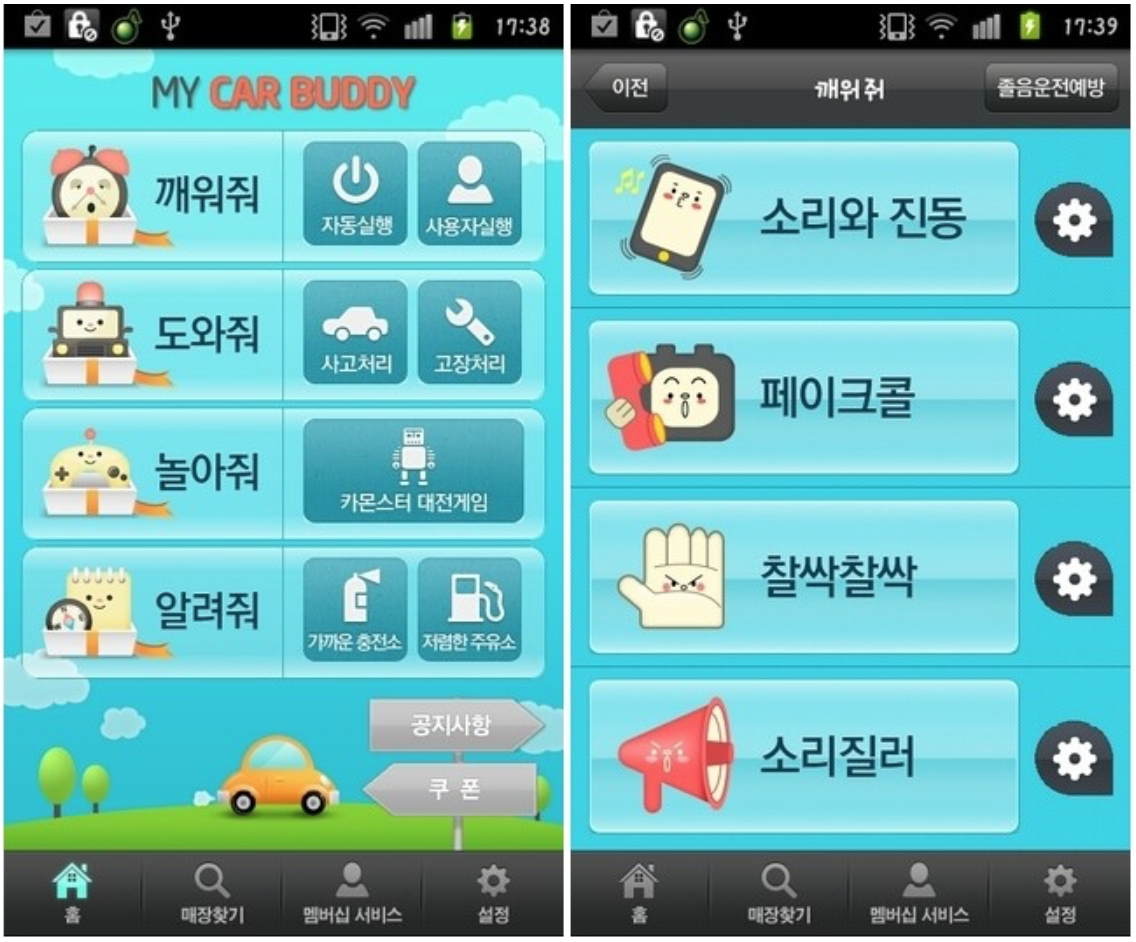 17:38
MY CAR BUDDY
깨워줘
자동실행
사용자실행
도와줘
사고처리
고장처리
놀아줘
카몬스터 대전게임
알려줘
가까운 충전소
저렴한 주유소
공지사항
쿠 폰
홈
매장찾기
멤버십 서비스
설정
17:39
이전
깨워줘
졸음운전예방
소리와 진동
페이크콜
찰싹찰싹
소리질러
홈
매장찾기
멤버십 서비스
설정